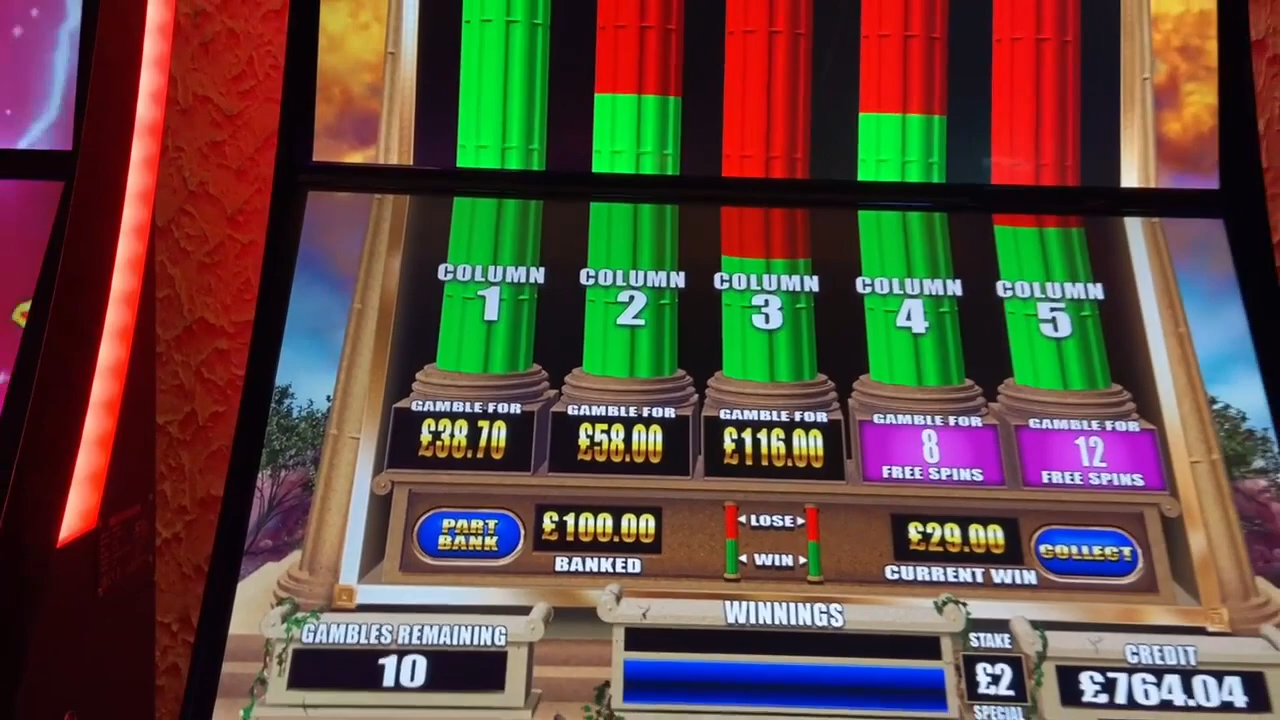 COLUMN
1
COLUMN
2
COLUMN
3
COLUMN
4
COLUMN
5
GAMBLE FOR
£38.70
GAMBLE FOR
£58.00
GAMBLE FOR
£116.00
GAMBLE FOR
8
FREE SPINS
GAMBLE FOR
12
FREE SPINS
PART
BANK
£100.00
BANKED
LOSE
WIN
£29.00
CURRENT WIN
COLLECT
GAMBLES REMAINING
10
WINNINGS
STAKE
£2
SPECIAL
CREDIT
£764.04